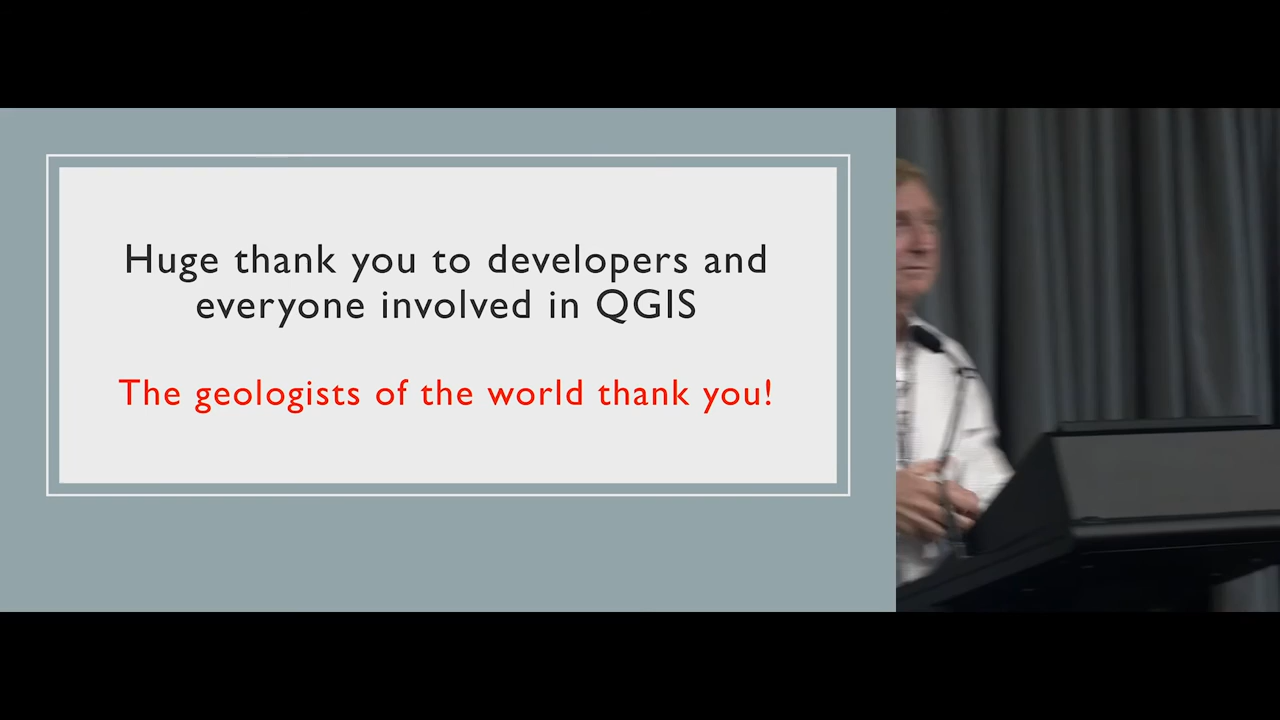 Huge thank you to developers and
everyone involved in QGIS
The geologists of the world thank you!